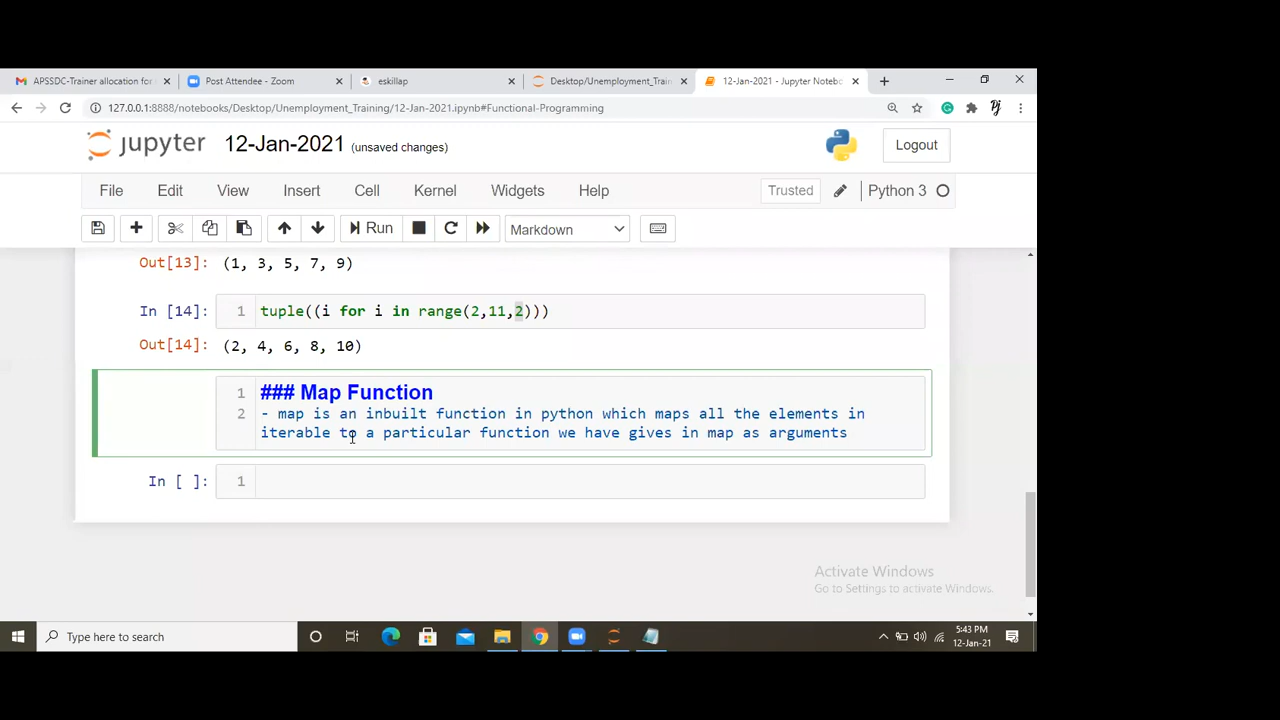 APSSDC-Trainer allocation for
Post Attendee - Zoom
eskillap
Desktop/Unemployment_Train
12-Jan-2021 - Jupyter Notebo
127.0.0.1:8888/notebooks/Desktop/Unemployment_Training/12-Jan-2021.ipynb#Functional-Programming
jupyter 12-Jan-2021 (unsaved changes)
Logout
File Edit View Insert Cell Kernel Widgets Help
Trusted
Python 3
Run
Markdown
Out[13]: (1, 3, 5, 7, 9)
In [14]: 1 tuple((i for i in range(2,11,2)))
Out[14]: (2, 4, 6, 8, 10)
1 ### Map Function
2 - map is an inbuilt function in python which maps all the elements in
iterable to a particular function we have gives in map as arguments
In [ ]: 1
Activate Windows
Go to Settings to activate Windows.
Type here to search
5:43 PM
12-Jan-21